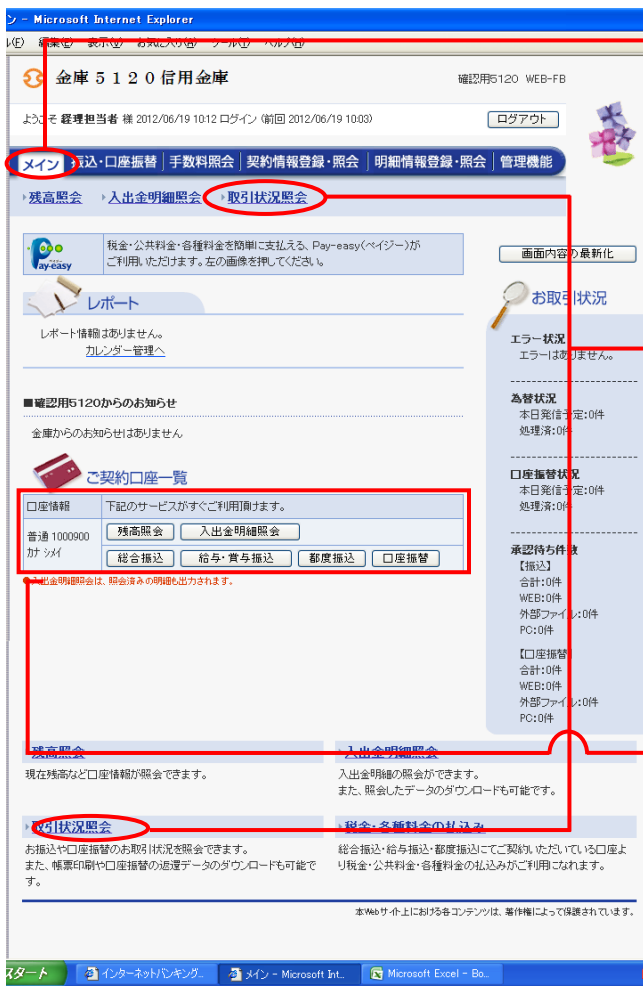 ン - Microsoft Internet Explorer
編集(E) 表示(V) お気に入り(A) ツール(T) ヘルプ(H)
金庫5120信用金庫
確認用5120 WEB-FB
ようこそ 経理担当者 様 2012/06/19 10:12 ログイン (前回 2012/06/19 10:03)
ログアウト
メイン 振込・口座振替 手数料照会 契約情報登録・照会 明細情報登録・照会 管理機能
残高照会 入出金明細照会 取引状況照会
Pay-easy
税金・公共料金・各種料金を簡単に支払える、Pay-easy(ペイジー)が
ご利用いただけます。左の画像を押してください。
画面内容の最新化
レポート
レポート情報はありません。
カレンダー管理へ
■確認用5120からのお知らせ
金庫からのお知らせはありません
ご契約口座一覧
口座情報 下記のサービスがすぐご利用頂けます。
普通 1000900
カナ シメイ
残高照会 入出金明細照会
総合振込 給与・賞与振込 都度振込 口座振替
●入出金明細照会は、照会済みの明細も出力されます。
お取引状況
エラー状況
エラーはありません。
為替状況
本日発信予定:0件
処理済:0件
口座振替状況
本日発信予定:0件
処理済:0件
承認待ち件数
【振込】
合計:0件
WEB:0件
外部ファイル:0件
PC:0件
【口座振替】
合計:0件
WEB:0件
外部ファイル:0件
PC:0件
残高照会
現在残高など口座情報が照会できます。
入出金明細照会
入出金明細の照会ができます。
また、照会したデータのダウンロードも可能です。
取引状況照会
お振込や口座振替のお取引状況を照会できます。
また、帳票印刷や口座振替の返還データのダウンロードも可能で
す。
税金・各種料金の払込み
総合振込・給与振込・都度振込にてご契約いただいている口座よ
り税金・公共料金・各種料金の払込みがご利用になれます。
本Webサイト上における各コンテンツは、著作権によって保護されています。
スタート インターネットバンキング... メイン - Microsoft Int... Microsoft Excel - Bo...